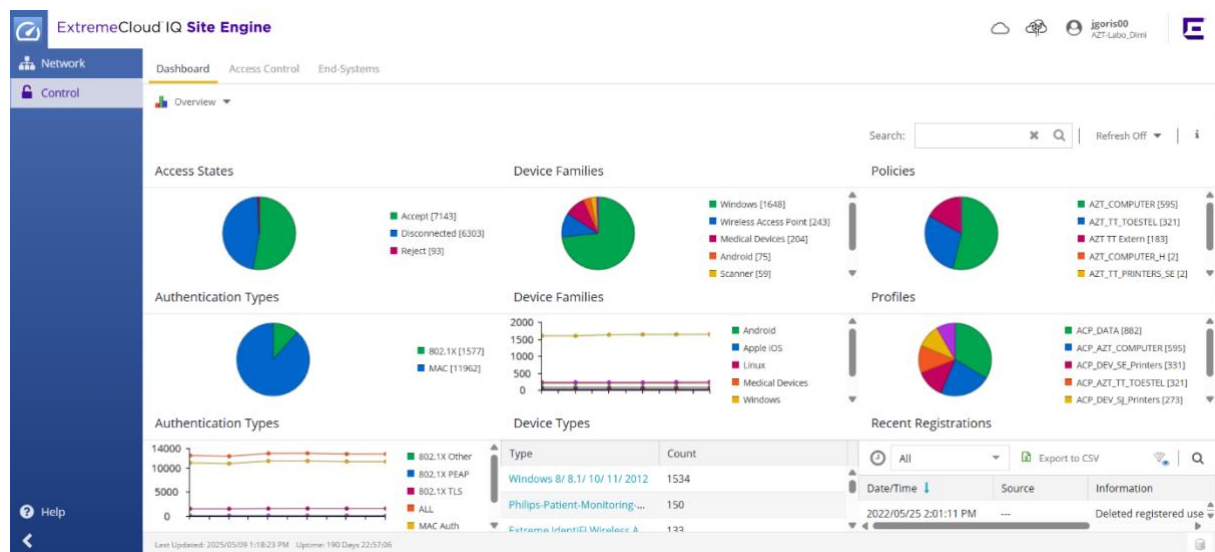 ExtremeCloud IQ Site Engine
jgoris00
AZT-Labo_Dimi
Network
Control
Help
Dashboard Access Control End-Systems
Overview
Search: Refresh Off i
Access States
Accept [7143]
Disconnected [6303]
Reject [93]
Device Families
Windows [1648]
Wireless Access Point [243]
Medical Devices [204]
Android [75]
Scanner [59]
Policies
AZT_COMPUTER [595]
AZT_TT_TOESTEL [321]
AZT TT Extern [183]
AZT_COMPUTER_H [2]
AZT_TT_PRINTERS_SE [2]
Authentication Types
802.1X [1577]
MAC [11962]
Device Families
2000
1500
1000
500
0
Android
Apple iOS
Linux
Medical Devices
Windows
Profiles
ACP_DATA [882]
ACP_AZT_COMPUTER [595]
ACP_DEV_SE_Printers [331]
ACP_AZT_TT_TOESTEL [321]
ACP_DEV_SJ_Printers [273]
Authentication Types
14000
10000
5000
0
802.1X Other
802.1X PEAP
802.1X TLS
ALL
MAC Auth
Device Types
Type Count
Windows 8/ 8.1/ 10/ 11/ 2012 1534
Philips-Patient-Monitoring-... 150
Extreme IdentiFi Wireless A... 133
Recent Registrations
All Export to CSV
Date/Time Source Information
2022/05/25 2:01:11 PM --- Deleted registered use
Last Updated: 2025/05/09 1:18:23 PM Uptime: 190 Days 22:57:06